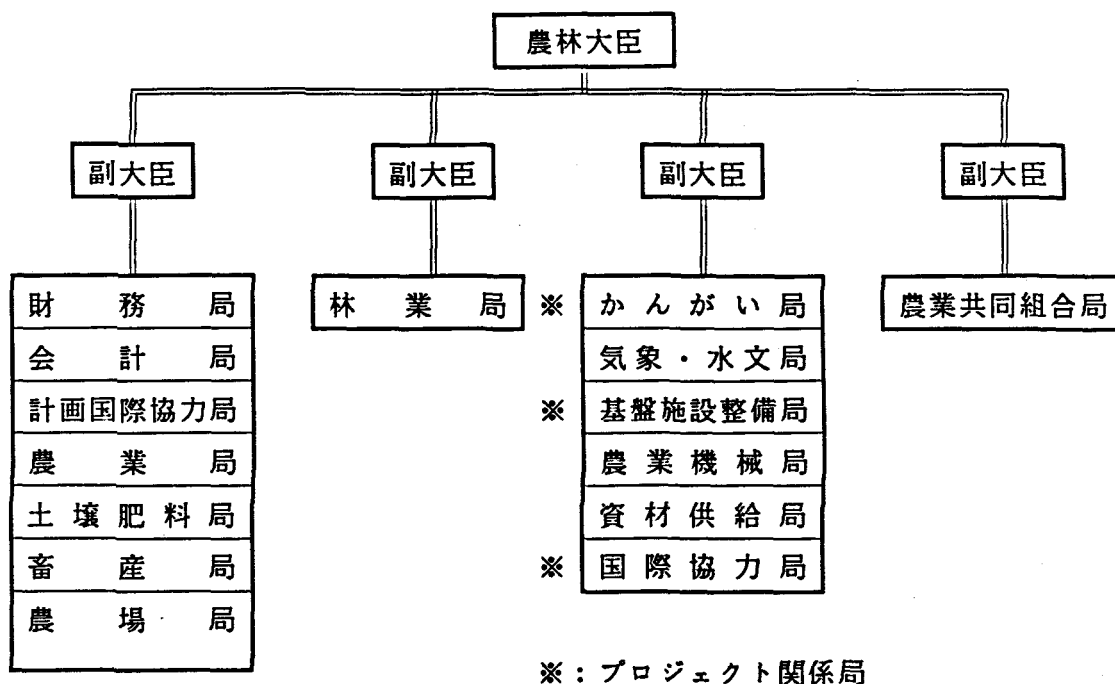 農林大臣
副大臣 副大臣 副大臣 副大臣
財務局
会計局
計画国際協力局
農業局
土壌肥料局
畜産局
農場局
林業局
※ かんがい局
気象・水文局
※ 基盤施設整備局
農業機械局
資材供給局
※ 国際協力局
農業共同組合局
※：プロジェクト関係局